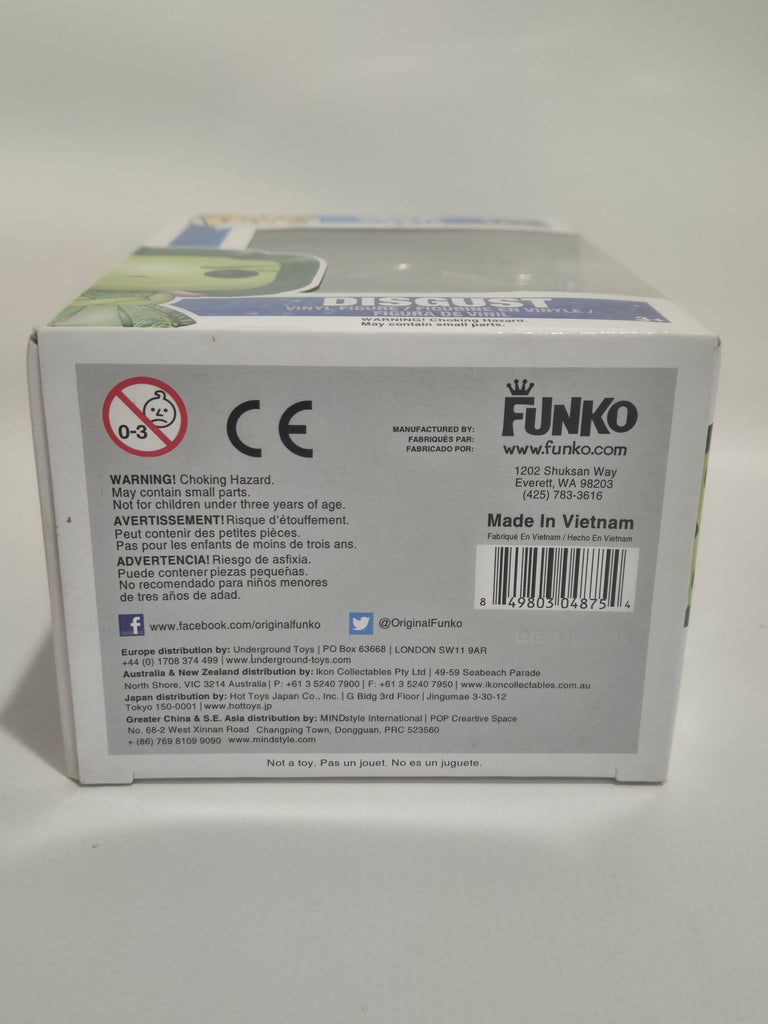 DISGUST
VINYL FIGURE / FIGURINE EN VINYLE /
FIGURA DE VINIL
WARNING: Choking Hazard.
May contain small parts.
3+
0-3
CE
MANUFACTURED BY:
FABRIQUÉS PAR:
FABRICADO POR:
FUNKO
www.funko.com
1202 Shuksan Way
Everett, WA 98203
(425) 783-3616
WARNING! Choking Hazard.
May contain small parts.
Not for children under three years of age.
AVERTISSEMENT! Risque d'étouffement.
Peut contenir des petites pièces.
Pas pour les enfants de moins de trois ans.
ADVERTENCIA! Riesgo de asfixia.
Puede contener piezas pequeñas.
No recomendado para niños menores
de tres años de adad.
Made In Vietnam
Fabriqué En Vietnam / Hecho En Vietnam
8 49803 04875 4
www.facebook.com/originalfunko
@OriginalFunko
Europe distribution by: Underground Toys | PO Box 63668 | LONDON SW11 9AR
+44 (0) 1708 374 499 | www.underground-toys.com
Australia & New Zealand distribution by: Ikon Collectables Pty Ltd | 49-59 Seabeach Parade
North Shore, VIC 3214 Australia | P: +61 3 5240 7900 | F: +61 3 5240 7950 | www.ikoncollectables.com.au
Japan distribution by: Hot Toys Japan Co., Inc. | G Bldg 3rd Floor | Jingumae 3-30-12
Tokyo 150-0001 | www.hottoys.jp
Greater China & S.E. Asia distribution by: MINDstyle International | POP Creartive Space
No. 68-2 West Xinnan Road Changping Town, Dongguan, PRC 523560
+ (86) 769 8109 9090 www.mindstyle.com
Not a toy. Pas un jouet. No es un juguete.